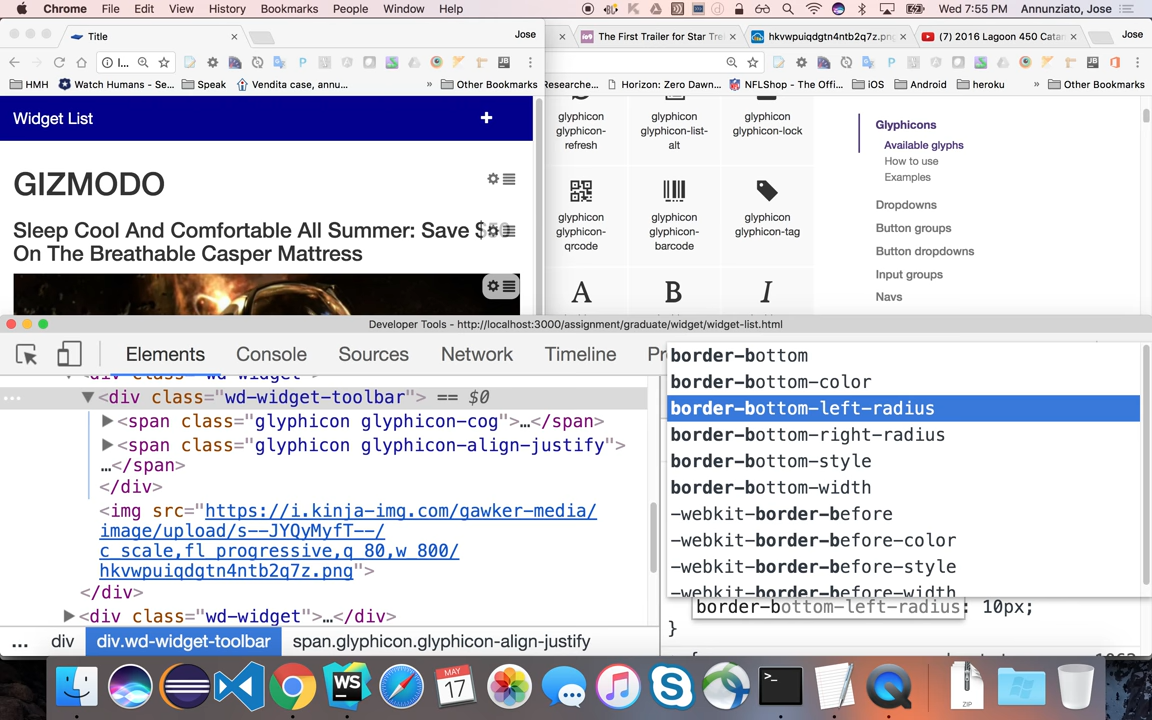 Chrome File Edit View History Bookmarks People Window Help Wed 7:55 PM Annunziato, Jose
Title Jose
The First Trailer for Star Tre hkvwpuiqdgtn4ntb2q7z.pn (7) 2016 Lagoon 450 Catam Jose
HMH Watch Humans - Se... Speak Vendita case, annu... » Other Bookmarks
Researche... Horizon: Zero Dawn... NFLShop - The Offi... iOS Android heroku » Other Bookmarks
Widget List +
GIZMODO
Sleep Cool And Comfortable All Summer: Save
On The Breathable Casper Mattress
glyphicon
glyphicon-
refresh
glyphicon
glyphicon-list-
alt
glyphicon
glyphicon-lock
glyphicon
glyphicon-
qrcode
glyphicon
glyphicon-
barcode
glyphicon
glyphicon-tag
A B I
Glyphicons
Available glyphs
How to use
Examples
Dropdowns
Button groups
Button dropdowns
Input groups
Navs
Developer Tools - http://localhost:3000/assignment/graduate/widget/widget-list.html
Elements Console Sources Network Timeline Pr
<div class="wd-widget-toolbar"> == $0
<span class="glyphicon glyphicon-cog">…</span>
<span class="glyphicon glyphicon-align-justify">
…</span>
</div>
<img src="https://i.kinja-img.com/gawker-media/
image/upload/s--JYQyMyfT--/
c_scale,fl_progressive,q_80,w_800/
hkvwpuiqdgtn4ntb2q7z.png">
</div>
<div class="wd-widget">…</div>
... div div.wd-widget-toolbar span.glyphicon.glyphicon-align-justify
border-bottom
border-bottom-color
border-bottom-left-radius
border-bottom-right-radius
border-bottom-style
border-bottom-width
-webkit-border-before
-webkit-border-before-color
-webkit-border-before-style
-webkit-border-before-width
border-bottom-left-radius: 10px;
}
WS
MAY
17
ZIP